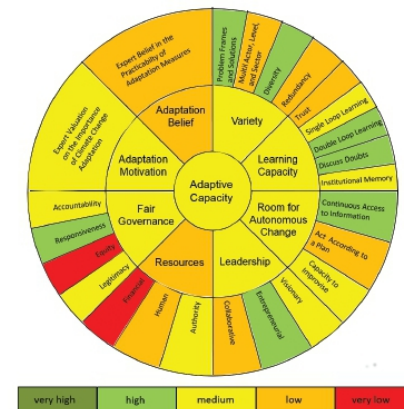 Problem Frames
and Solutions
Multi Actor, Level,
and Sector
Diversity
Redundancy
Trust
Single Loop Learning
Double Loop Learning
Discuss Doubts
Institutional Memory
Continuous Access
to Information
Act According to
a Plan
Capacity to
Improvise
Visionary
Entrepreneurial
Collaborative
Authority
Human
Financial
Legitimacy
Equity
Responsiveness
Accountability
Expert Valuation
on the Importance
of Climate Change
Adaptation
Expert Belief in the
Practicabilty of
Adaptation Measures
Adaptation
Belief
Variety
Learning
Capacity
Room for
Autonomous
Change
Leadership
Resources
Fair
Governance
Adaptation
Motivation
Adaptive
Capacity
very high
high
medium
low
very low